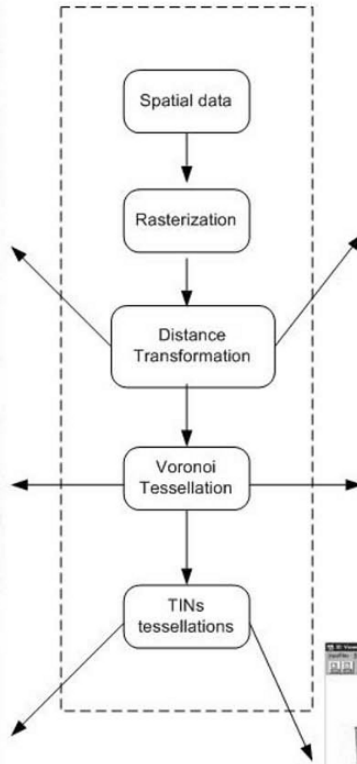 Spatial data
Rasterization
Distance
Transformation
Voronoi
Tessellation
TINs
tessellations